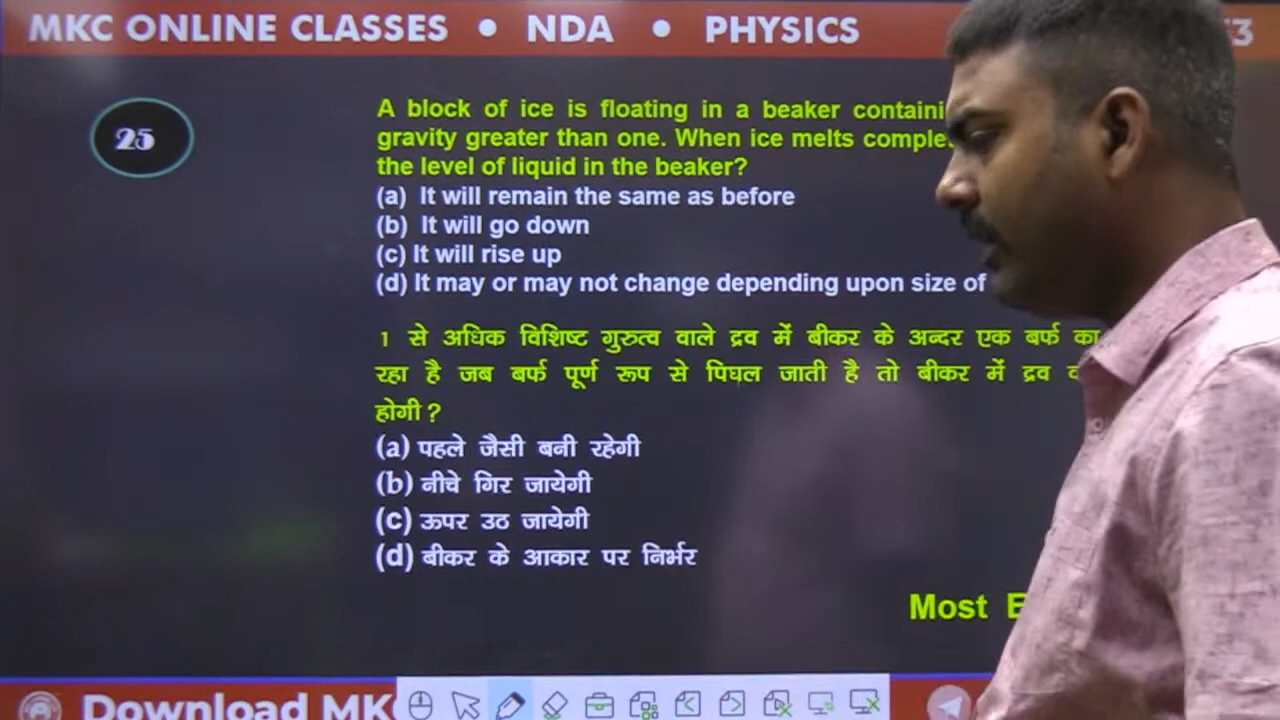 MKC ONLINE CLASSES • NDA • PHYSICS
25
A block of ice is floating in a beaker
gravity greater than one. When ice melts
the level of liquid in the beaker?
(a) It will remain the same as before
(b) It will go down
(c) It will rise up
(d) It may or may not change depending upon size of
1 से अधिक विशिष्ट गुरुत्व वाले द्रव में बीकर के अन्दर एक बर्फ का
रहा है जब बर्फ पूर्ण रूप से पिघल जाती है तो बीकर में द्रव
होगी ?
(a) पहले जैसी बनी रहेगी
(b) नीचे गिर जायेगी
(c) ऊपर उठ जायेगी
(d) बीकर के आकार पर निर्भर
Most
Download